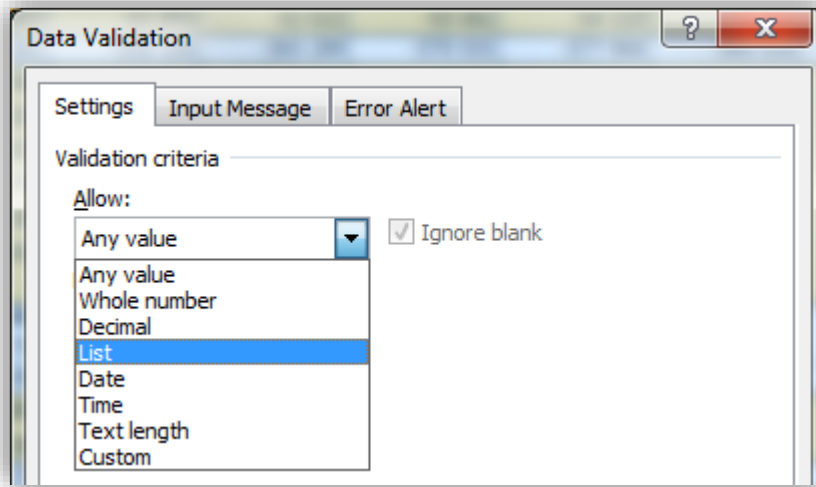 Data Validation
Settings
Input Message
Error Alert
Validation criteria
Allow:
Any value
Ignore blank
Any value
Whole number
Decimal
List
Date
Time
Text length
Custom